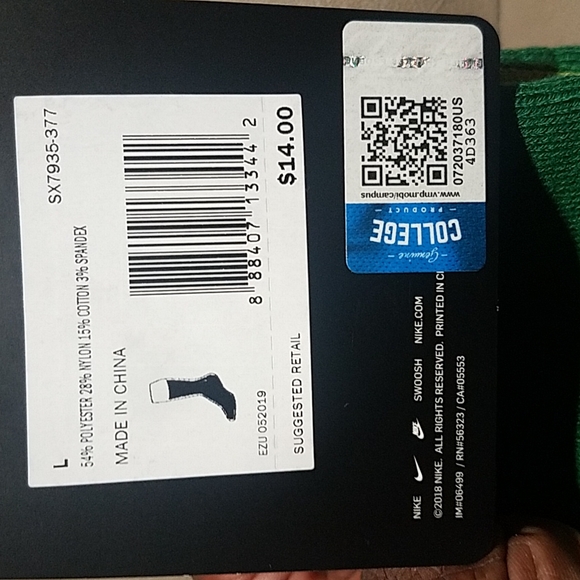 SX7935-377
L
54% POLYESTER 28% NYLON 15% COTTON 3% SPANDEX
MADE IN CHINA
8 88407 13344 2
EZU 052019
SUGGESTED RETAIL $14.00
www.vmp.mobi/campus
072037180US
4D363
Genuine
COLLEGE
PRODUCT
NIKE SWOOSH NIKE.COM
©2018 NIKE. ALL RIGHTS RESERVED. PRINTED IN
IM#06499 / RN#56323 / CA#05553